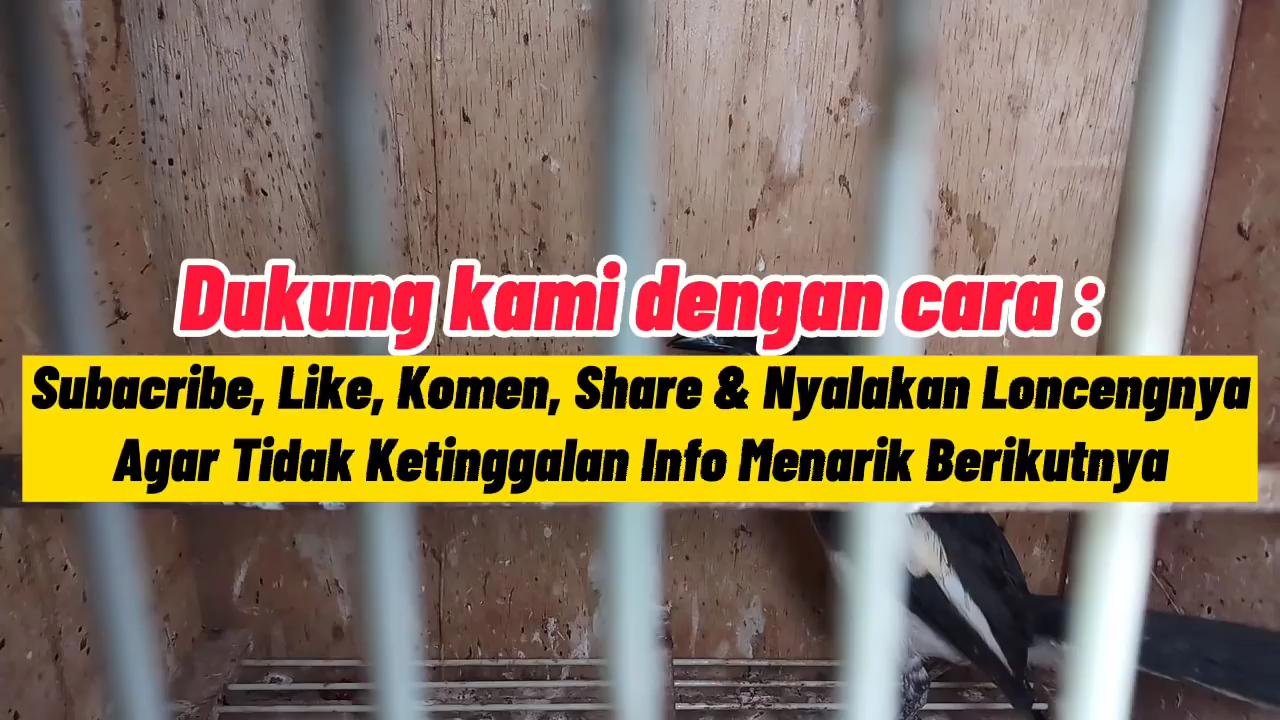 Dukung kami dengan cara :
Subacribe, Like, Komen, Share & Nyalakan Loncengnya
Agar Tidak Ketinggalan Info Menarik Berikutnya